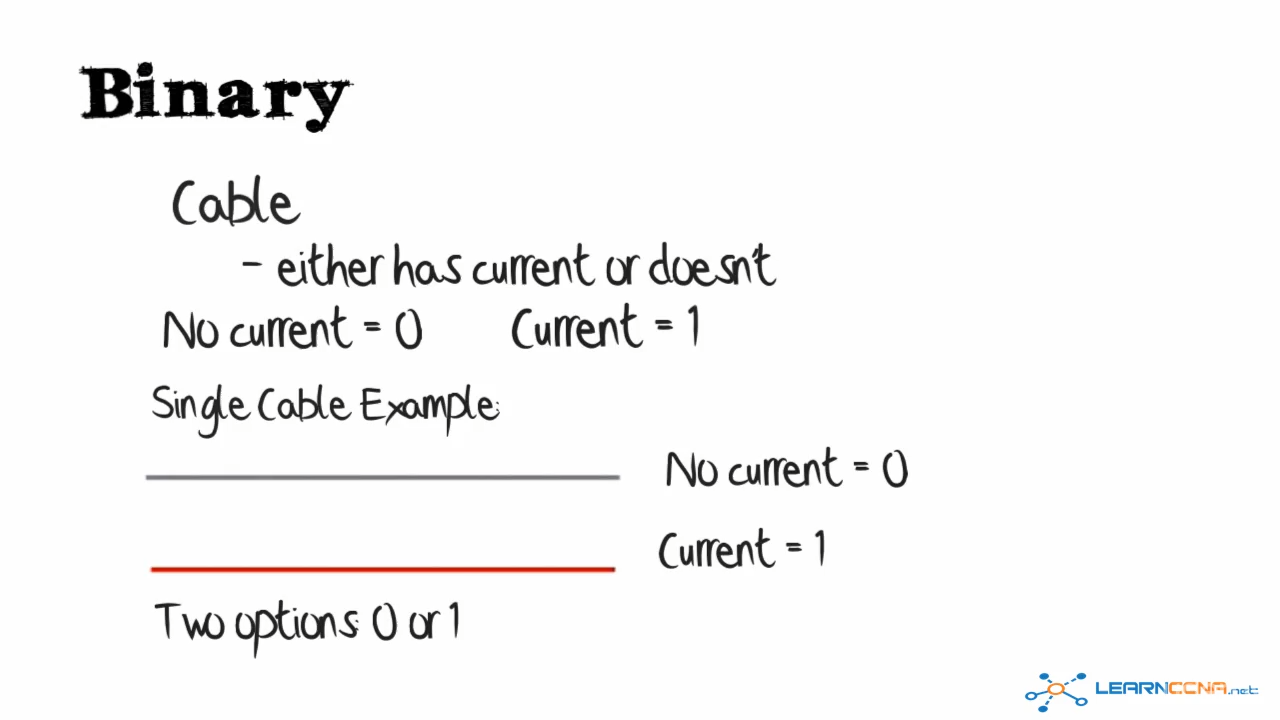 Binary
Cable
- either has current or doesn't
No current = 0 Current = 1
Single Cable Example:
No current = 0
Current = 1
Two options: 0 or 1
LEARNCCNA.net